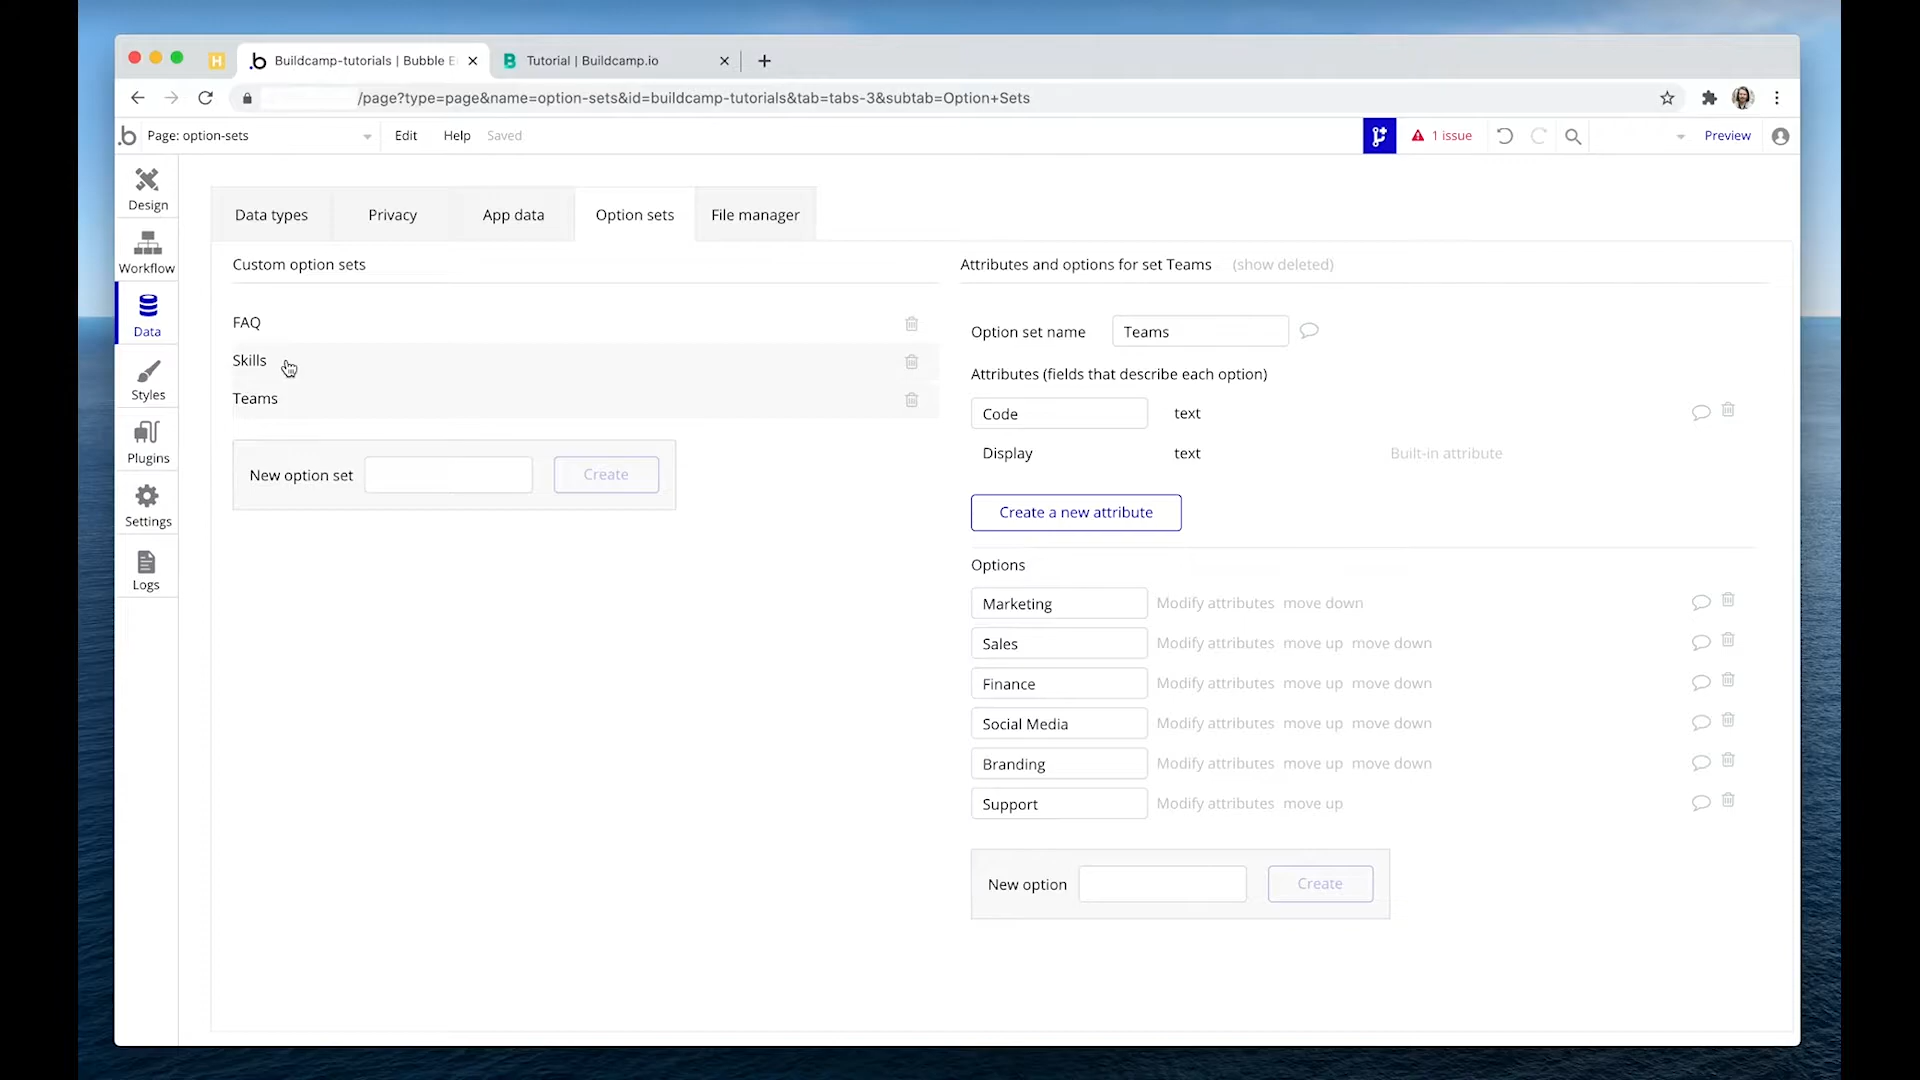 H
b Buildcamp-tutorials | Bubble E
B Tutorial | Buildcamp.io
/page?type=page&name=option-sets&id=buildcamp-tutorials&tab=tabs-3&subtab=Option+Sets
b Page: option-sets Edit Help Saved 1 issue Preview
Design
Workflow
Data
Styles
Plugins
Settings
Logs
Data types Privacy App data Option sets File manager
Custom option sets
FAQ
Skills
Teams
New option set Create
Attributes and options for set Teams (show deleted)
Option set name Teams
Attributes (fields that describe each option)
Code text
Display text Built-in attribute
Create a new attribute
Options
Marketing Modify attributes move down
Sales Modify attributes move up move down
Finance Modify attributes move up move down
Social Media Modify attributes move up move down
Branding Modify attributes move up move down
Support Modify attributes move up
New option Create